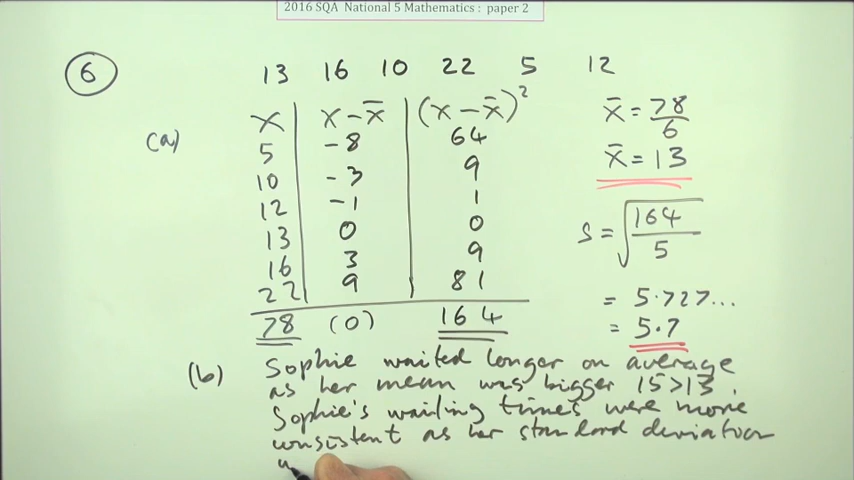 2016 SQA National 5 Mathematics : paper 2
6 13 16 10 22 5 12
(a) x x - x̄ (x - x̄)²
5 -8 64
10 -3 9
12 -1 1
13 0 0
16 3 9
22 9 81
78 (0) 164
x̄ = 78/6
x̄ = 13
s = √(164/5)
= 5.727...
= 5.7
(b) Sophie waited longer on average
as her mean was bigger 15 > 13.
Sophie's waiting times were more
consistent as her standard deviation